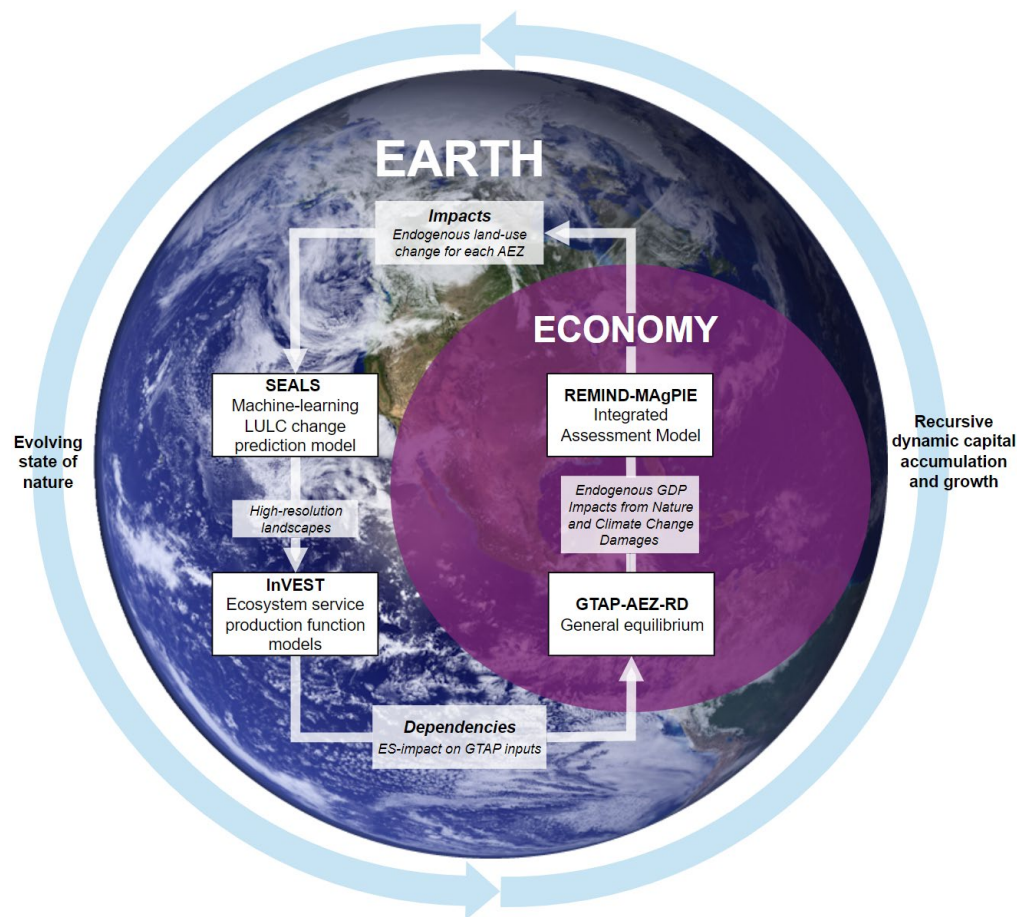 EARTH
Impacts
Endogenous land-use
change for each AEZ
ECONOMY
SEALS
Machine-learning
LULC change
prediction model
REMIND-MAgPIE
Integrated
Assessment Model
Evolving
state of
nature
Recursive
dynamic capital
accumulation
and growth
High-resolution
landscapes
Endogenous GDP
Impacts from Nature
and Climate Change
Damages
InVEST
Ecosystem service
production function
models
GTAP-AEZ-RD
General equilibrium
Dependencies
ES-impact on GTAP inputs